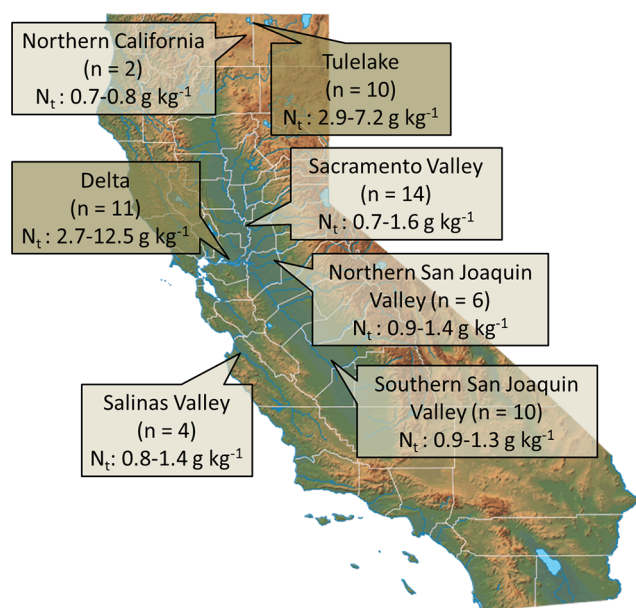 Northern California
(n = 2)
Nt : 0.7-0.8 g kg-1
Tulelake
(n = 10)
Nt : 2.9-7.2 g kg-1
Delta
(n = 11)
Nt : 2.7-12.5 g kg-1
Sacramento Valley
(n = 14)
Nt : 0.7-1.6 g kg-1
Northern San Joaquin
Valley (n = 6)
Nt : 0.9-1.4 g kg-1
Salinas Valley
(n = 4)
Nt : 0.8-1.4 g kg-1
Southern San Joaquin
Valley (n = 10)
Nt : 0.9-1.3 g kg-1